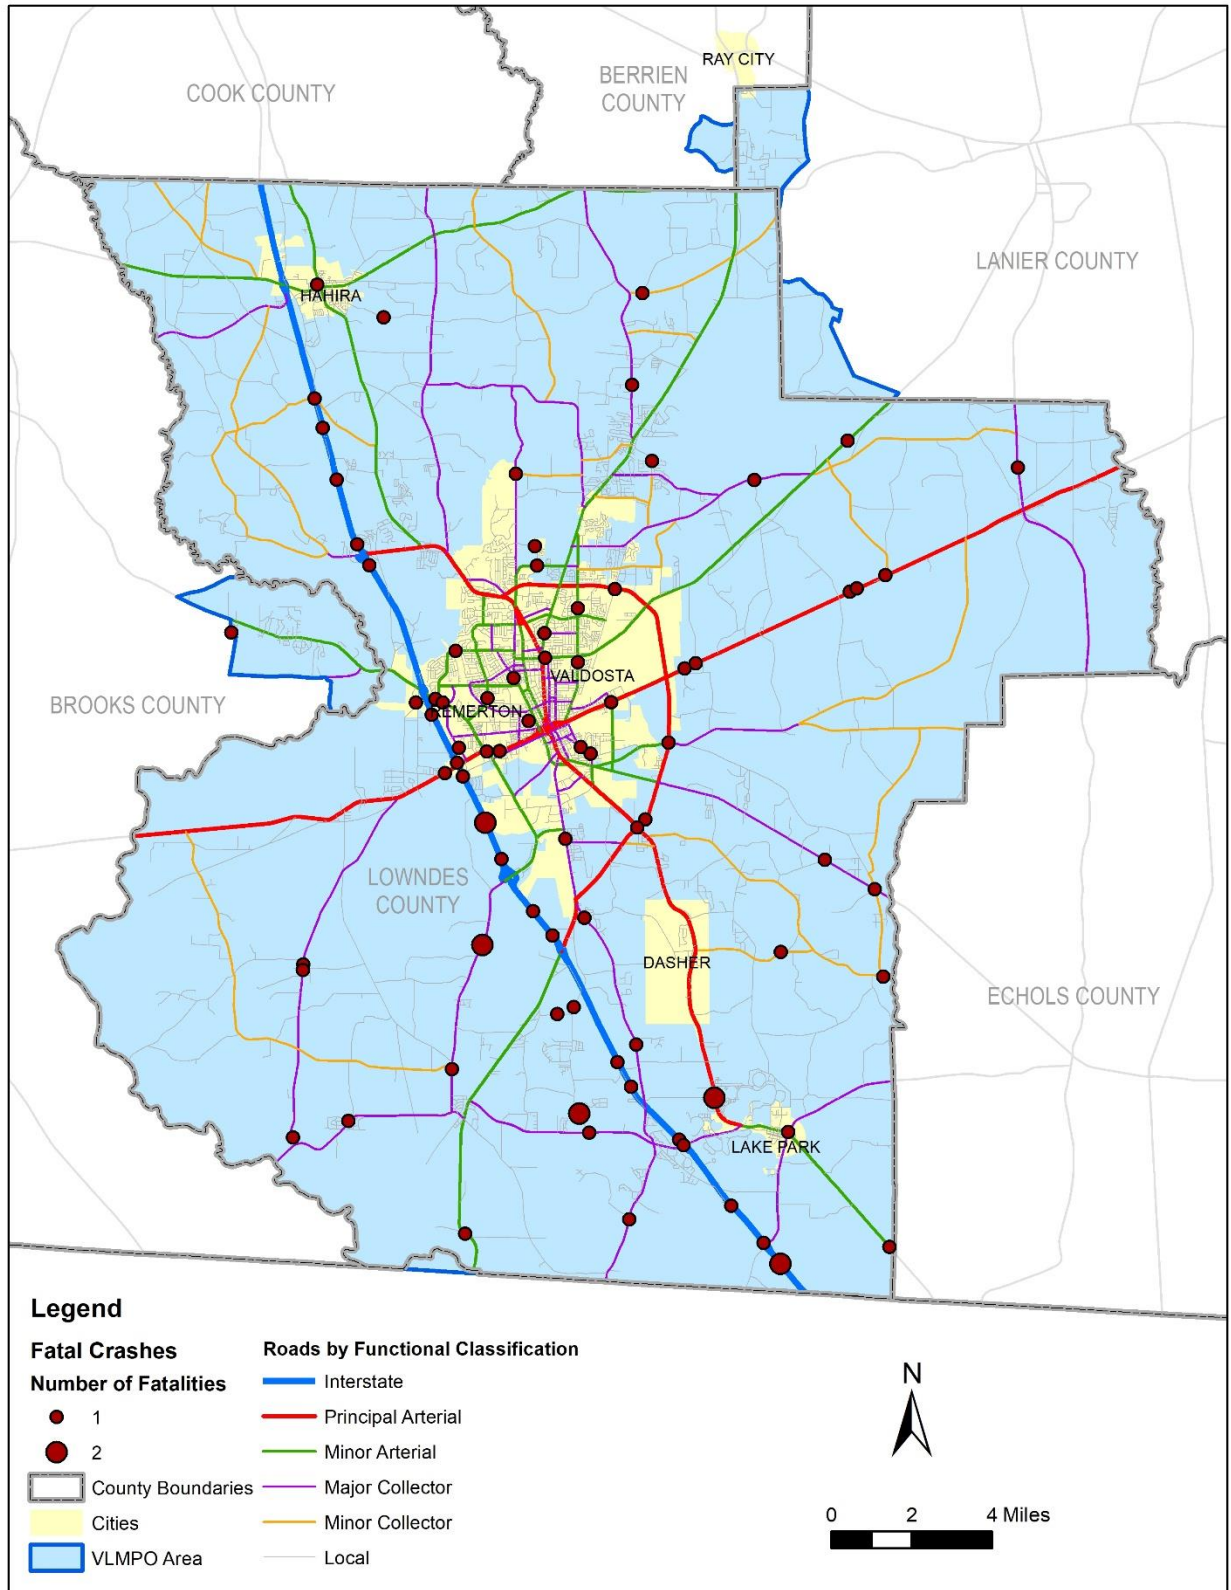 RAY CITY
COOK COUNTY
BERRIEN
COUNTY
LANIER COUNTY
HAHIRA
VALDOSTA
BROOKS COUNTY
REMERTON
LOWNDES
COUNTY
DASHER
ECHOLS COUNTY
LAKE PARK
Legend
Fatal Crashes
Number of Fatalities
1
2
County Boundaries
Cities
VLMPO Area
Roads by Functional Classification
Interstate
Principal Arterial
Minor Arterial
Major Collector
Minor Collector
Local
N
0 2 4 Miles